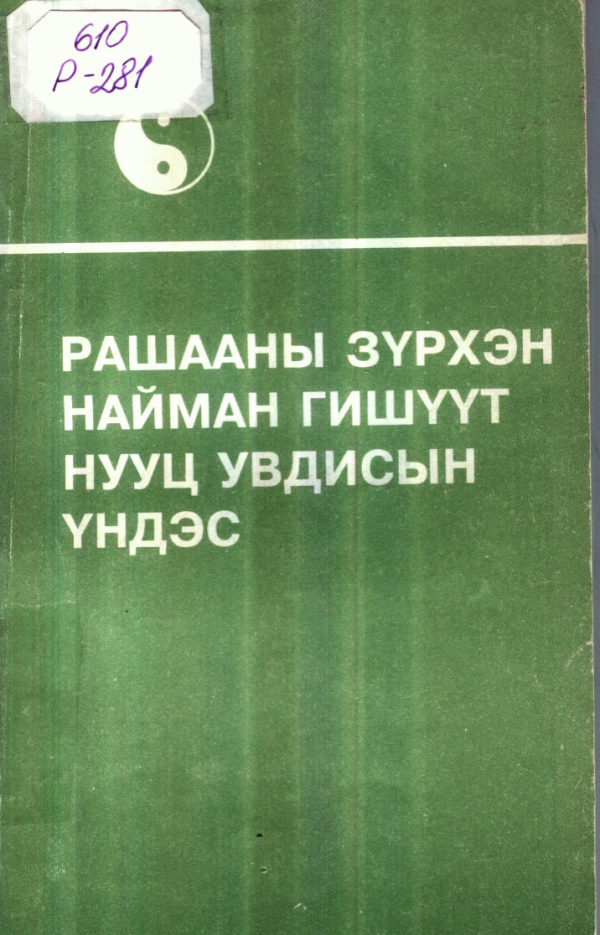 610
Р-281
РАШААНЫ ЗҮРХЭН
НАЙМАН ГИШҮҮТ
НУУЦ УВДИСЫН
ҮНДЭС